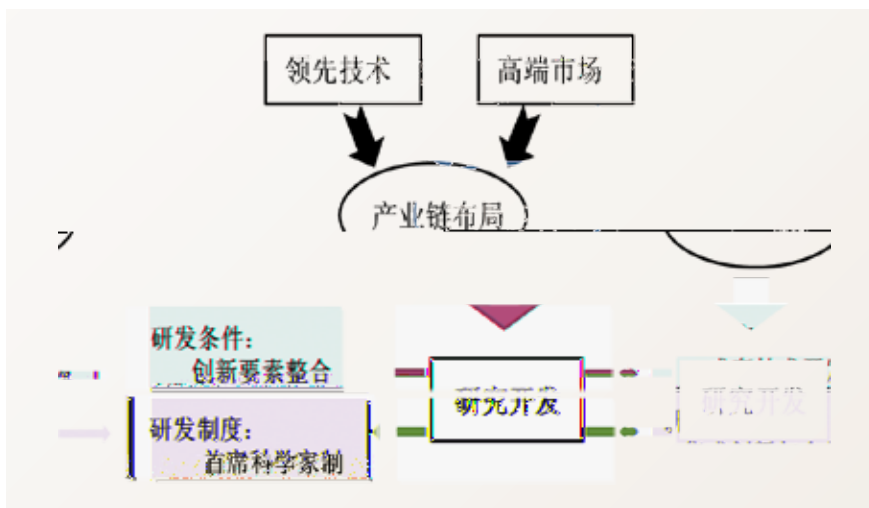 领先技术
高端市场
产业链布局
研发条件:
创新要素整合
研发制度:
首席科学家制
研究开发
研究开发